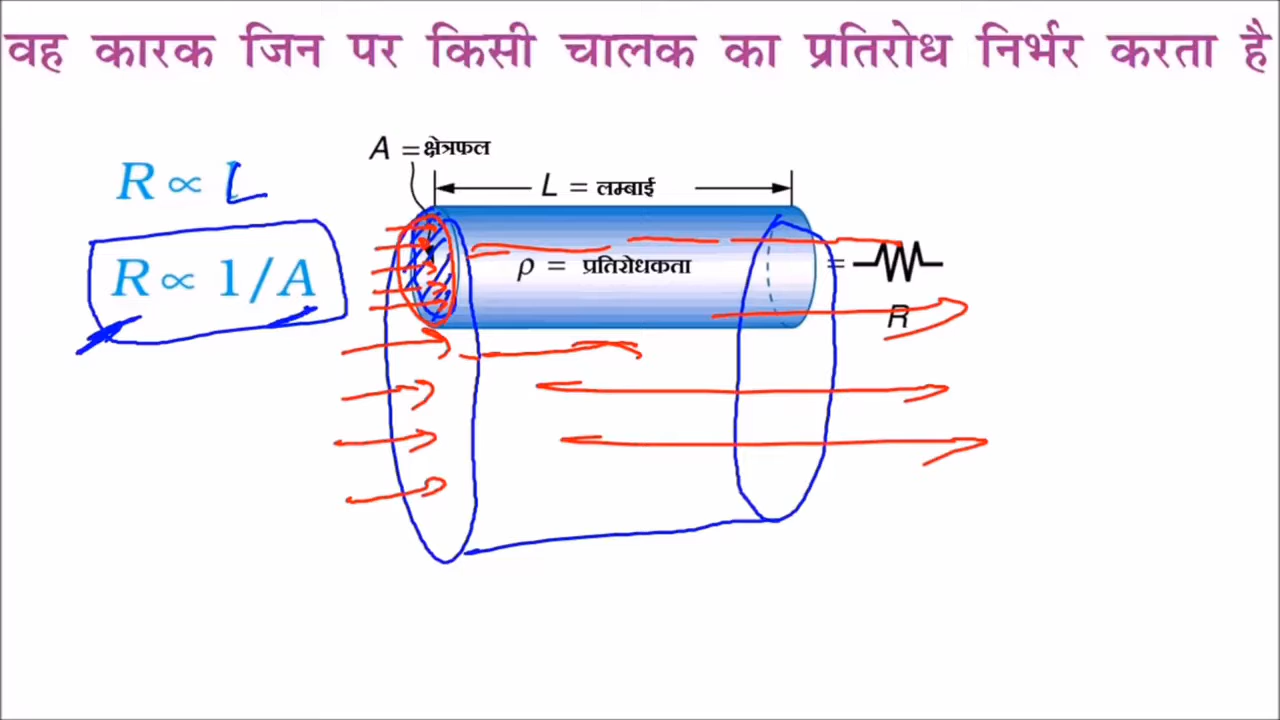 वह कारक जिन पर किसी चालक का प्रतिरोध निर्भर करता है
A = क्षेत्रफल
R ∝ L
L = लम्बाई
R ∝ 1/A
ρ = प्रतिरोधकता
=
R